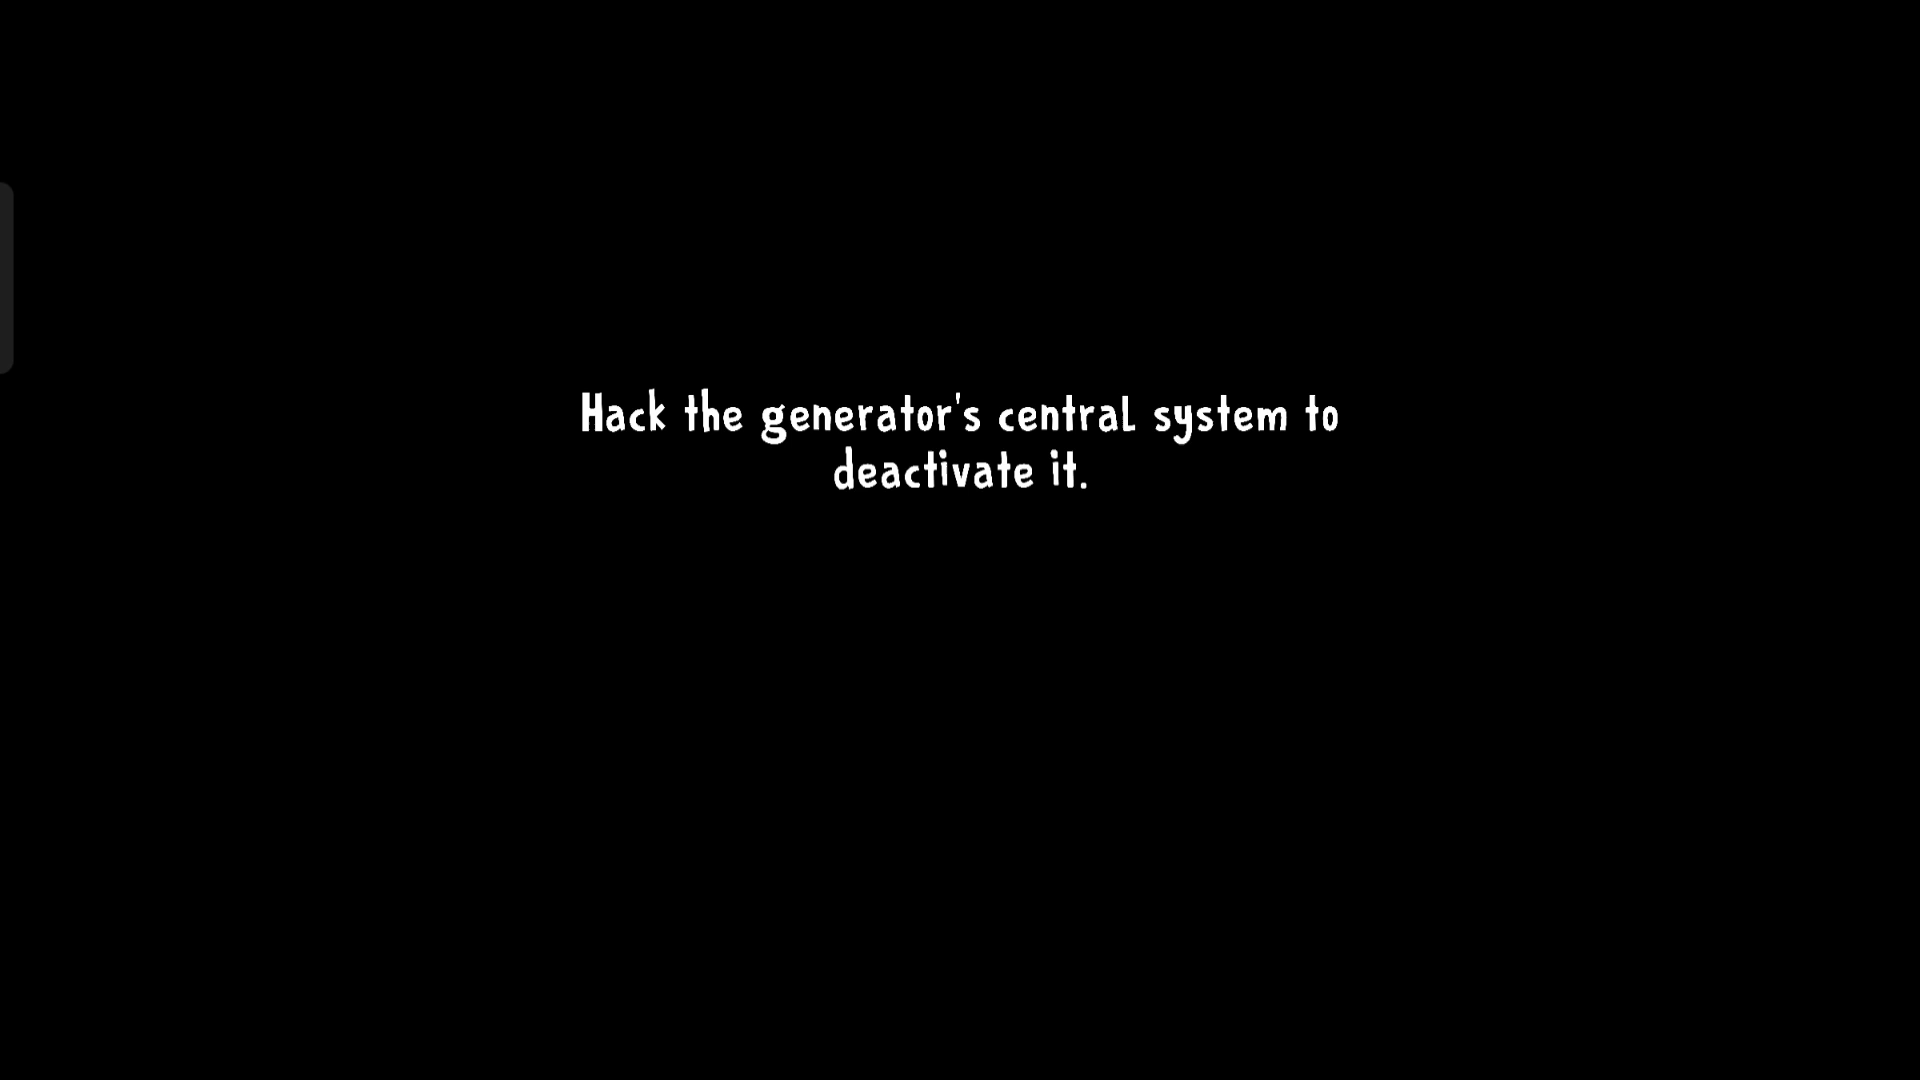 Hack the generator's central system to
deactivate it.